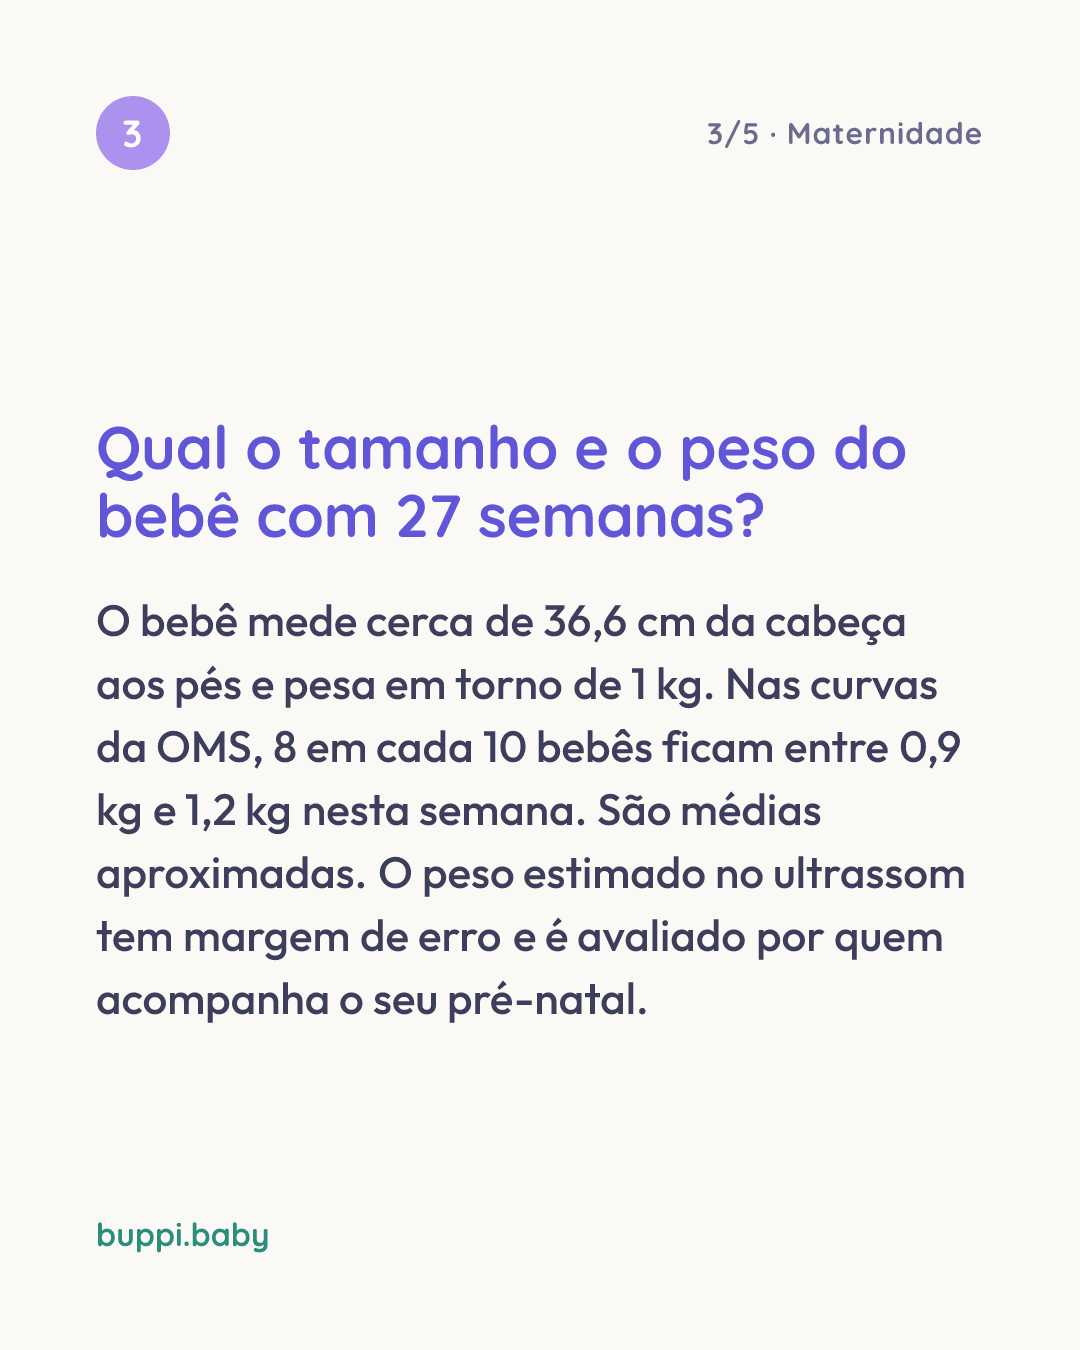 3
3/5 · Maternidade
Qual o tamanho e o peso do
bebê com 27 semanas?
O bebê mede cerca de 36,6 cm da cabeça
aos pés e pesa em torno de 1 kg. Nas curvas
da OMS, 8 em cada 10 bebês ficam entre 0,9
kg e 1,2 kg nesta semana. São médias
aproximadas. O peso estimado no ultrassom
tem margem de erro e é avaliado por quem
acompanha o seu pré-natal.
buppi.baby